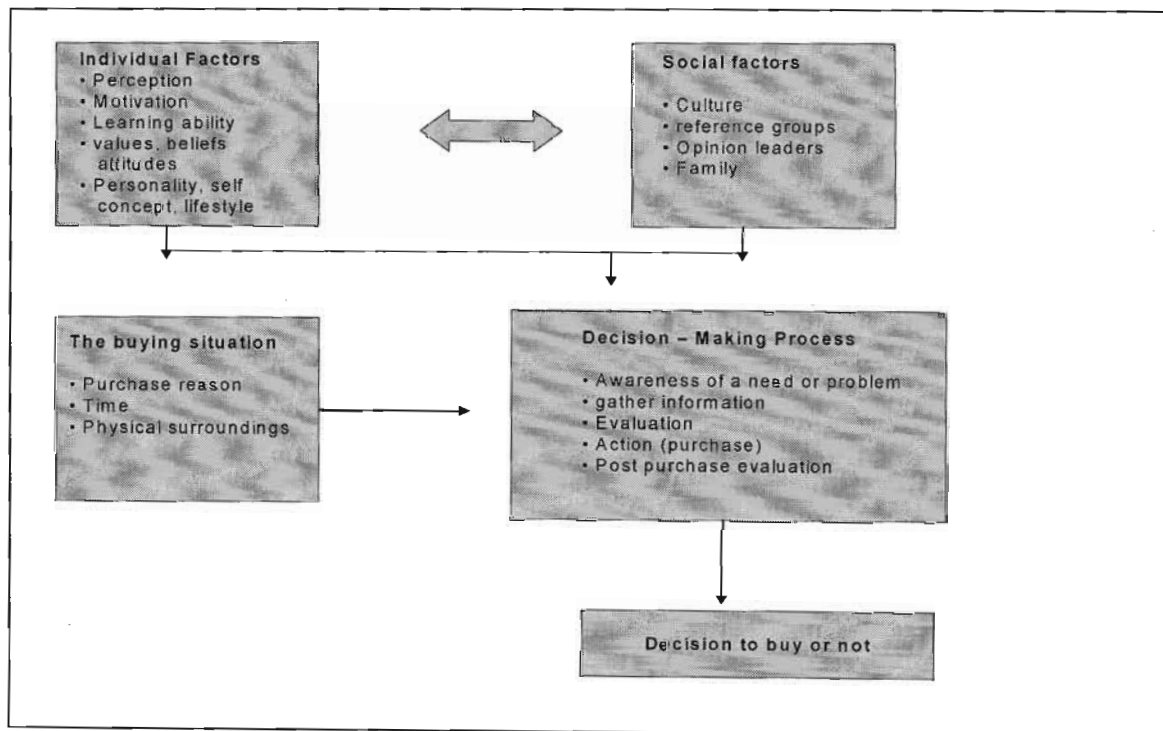 Individual Factors
• Perception
• Motivation
• Learning ability
• values, beliefs
attitudes
• Personality, self
concept, lifestyle
Social factors
• Culture
• reference groups
• Opinion leaders
• Family
The buying situation
• Purchase reason
• Time
• Physical surroundings
Decision – Making Process
• Awareness of a need or problem
• gather information
• Evaluation
• Action (purchase)
• Post purchase evaluation
Decision to buy or not